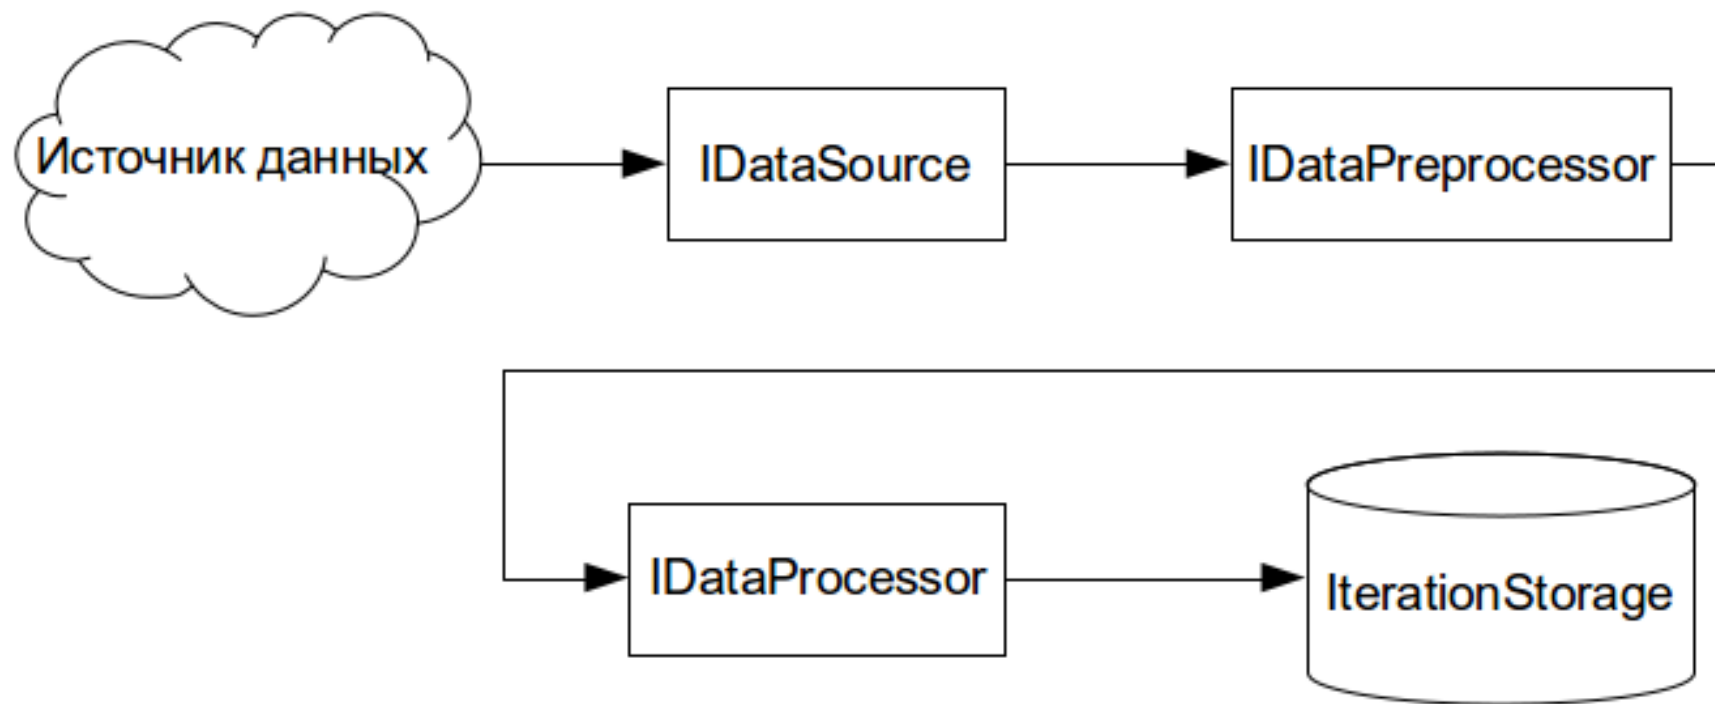 Источник данных
IDataSource
IDataPreprocessor
IDataProcessor
IterationStorage